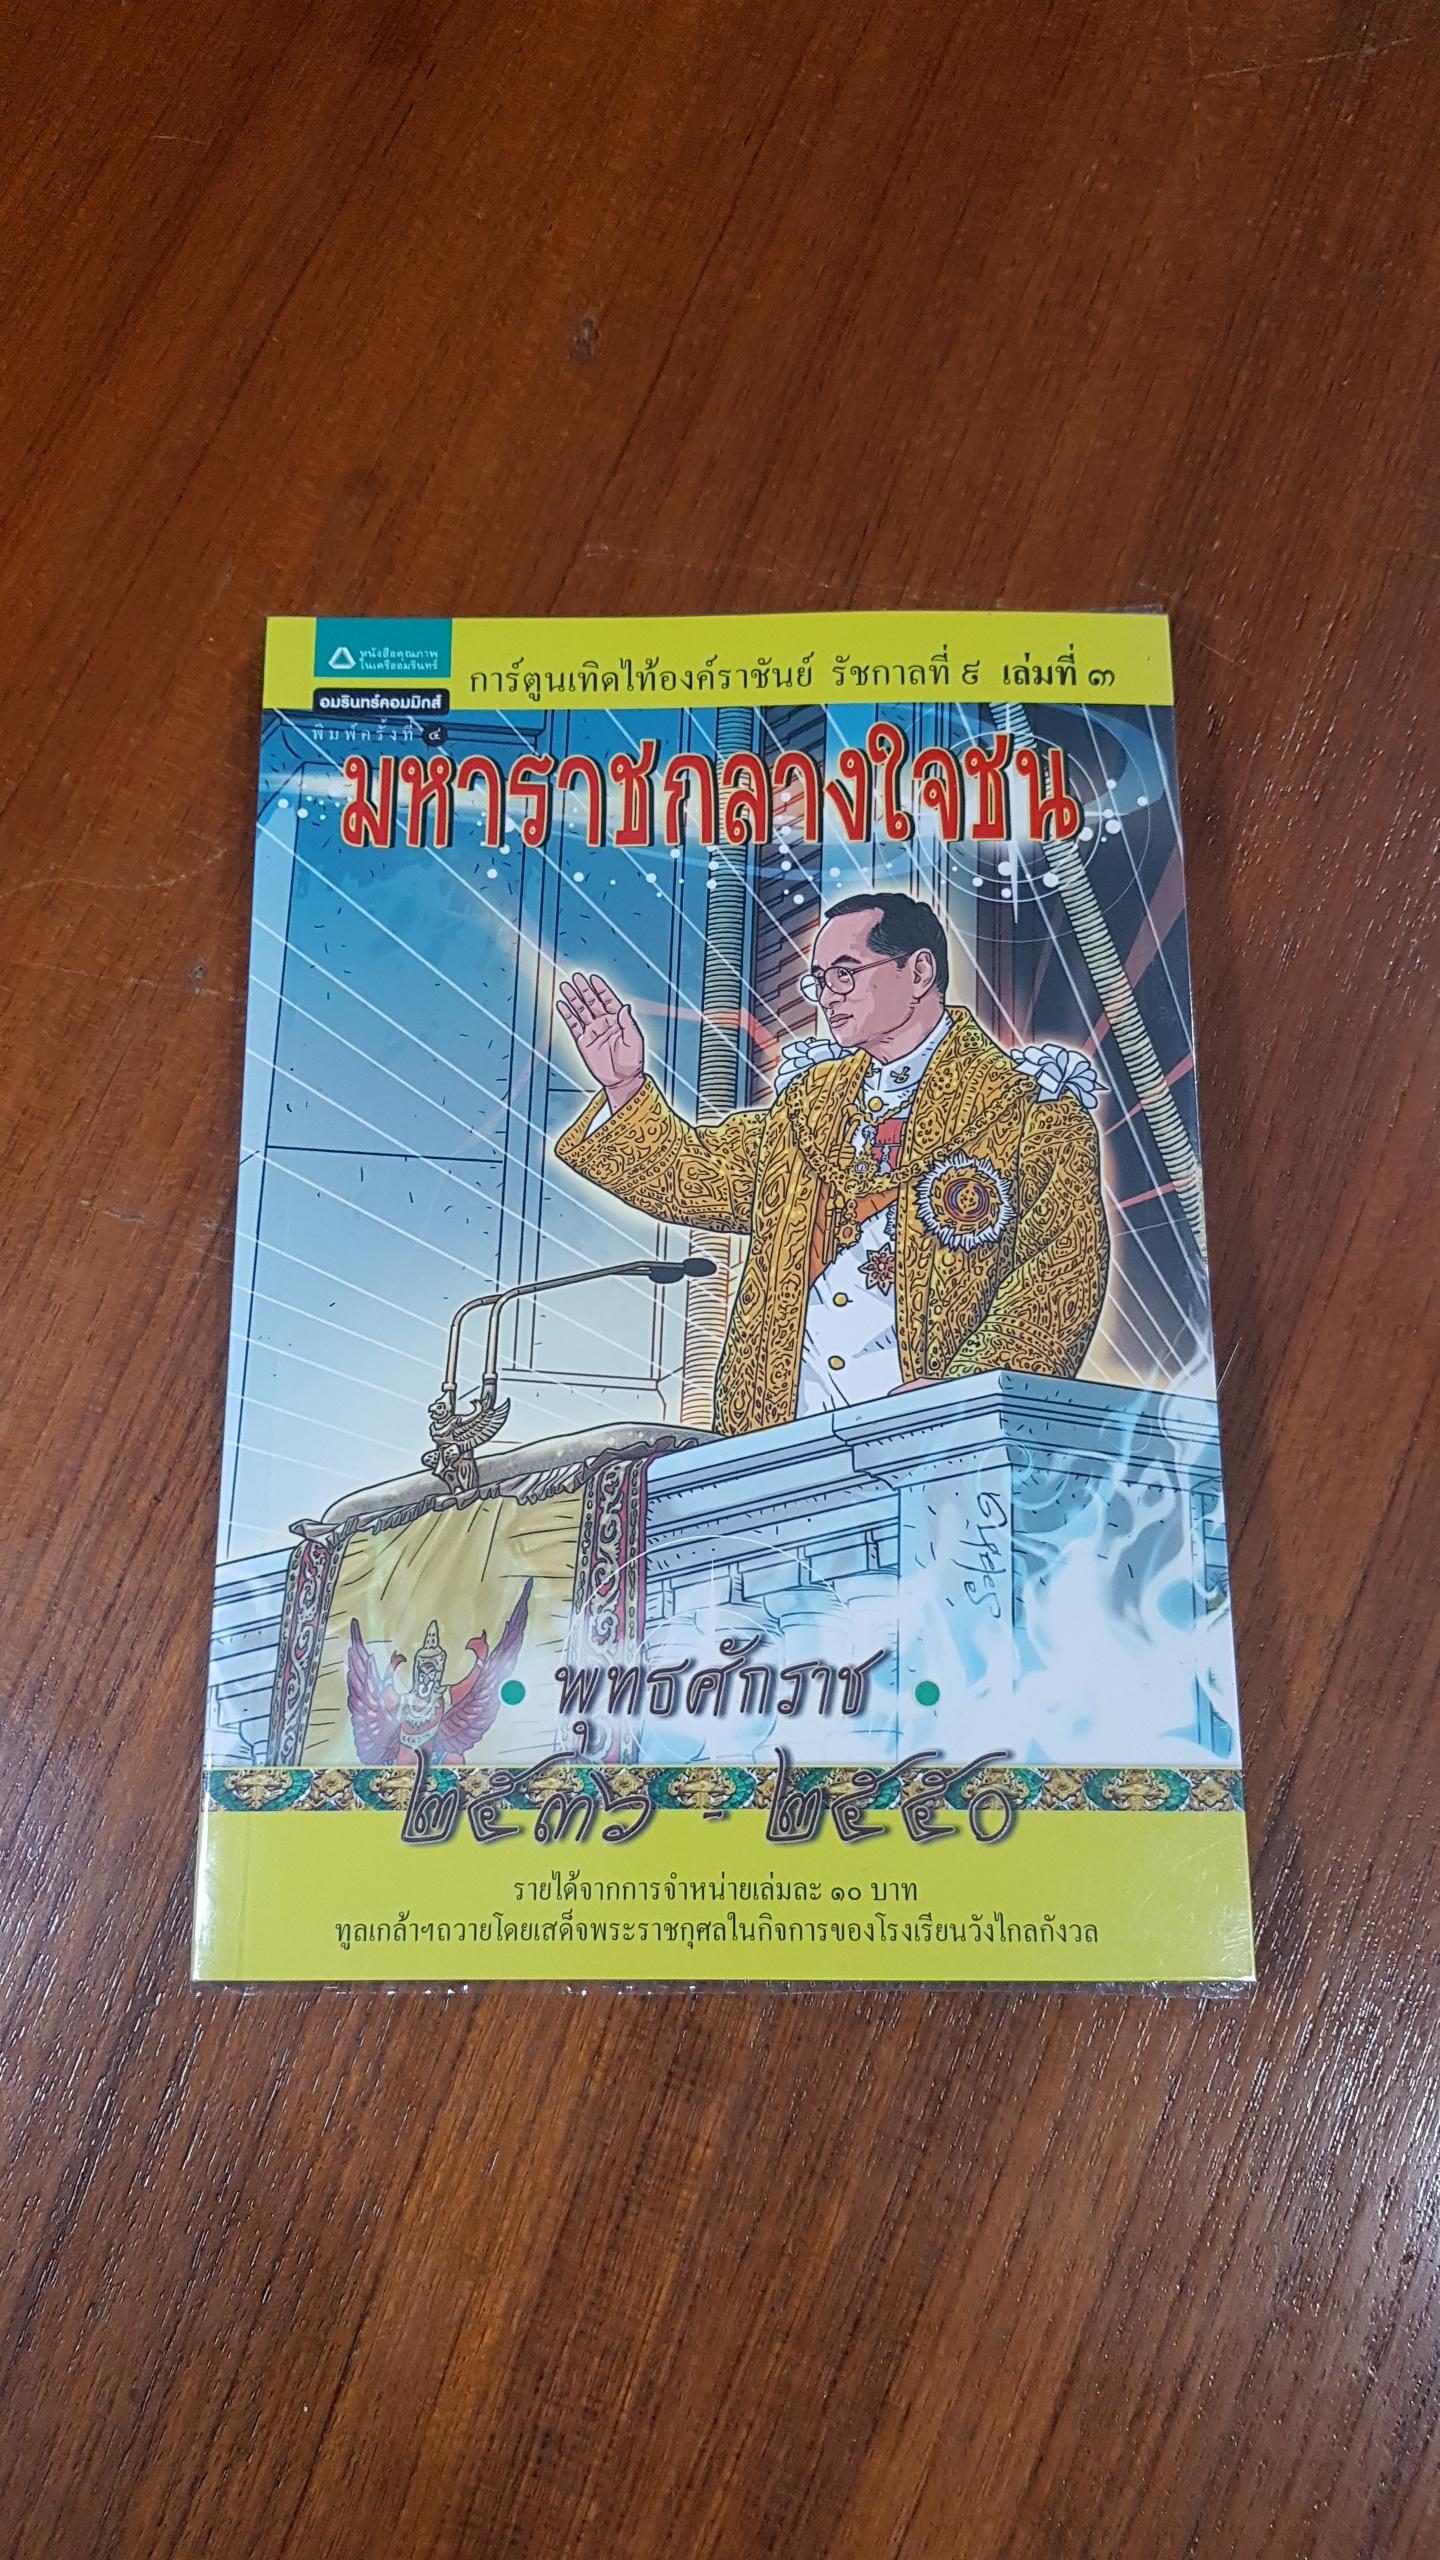 หนังสือคุณภาพ
ในเครืออมรินทร์
การ์ตูนเทิดไท้องค์ราชันย์ รัชกาลที่ ๙ เล่มที่ ๓
อมรินทร์คอมมิกส์
พิมพ์ครั้งที่ ๔
มหาราชกลางใจชน
พุทธศักราช
๒๕๓๖ - ๒๕๕๐
รายได้จากการจำหน่ายเล่มละ ๑๐ บาท
ทูลเกล้าฯถวายโดยเสด็จพระราชกุศลในกิจการของโรงเรียนวังไกลกังวล